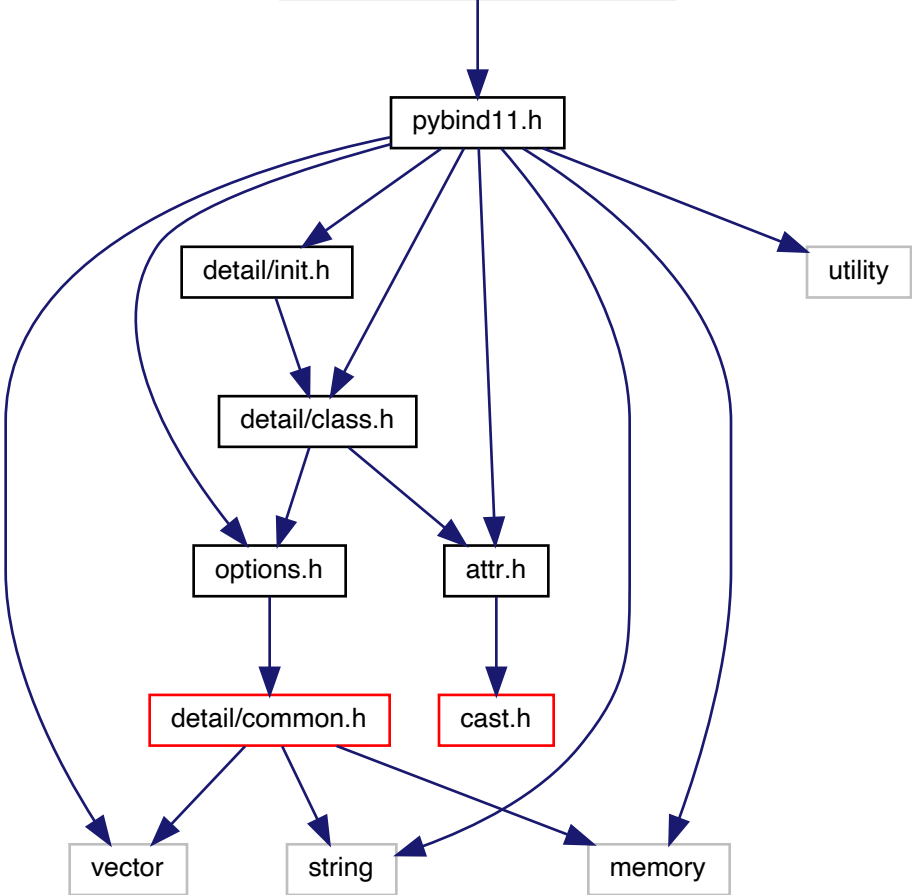 pybind11.h
detail/init.h
utility
detail/class.h
options.h
attr.h
detail/common.h
cast.h
vector
string
memory